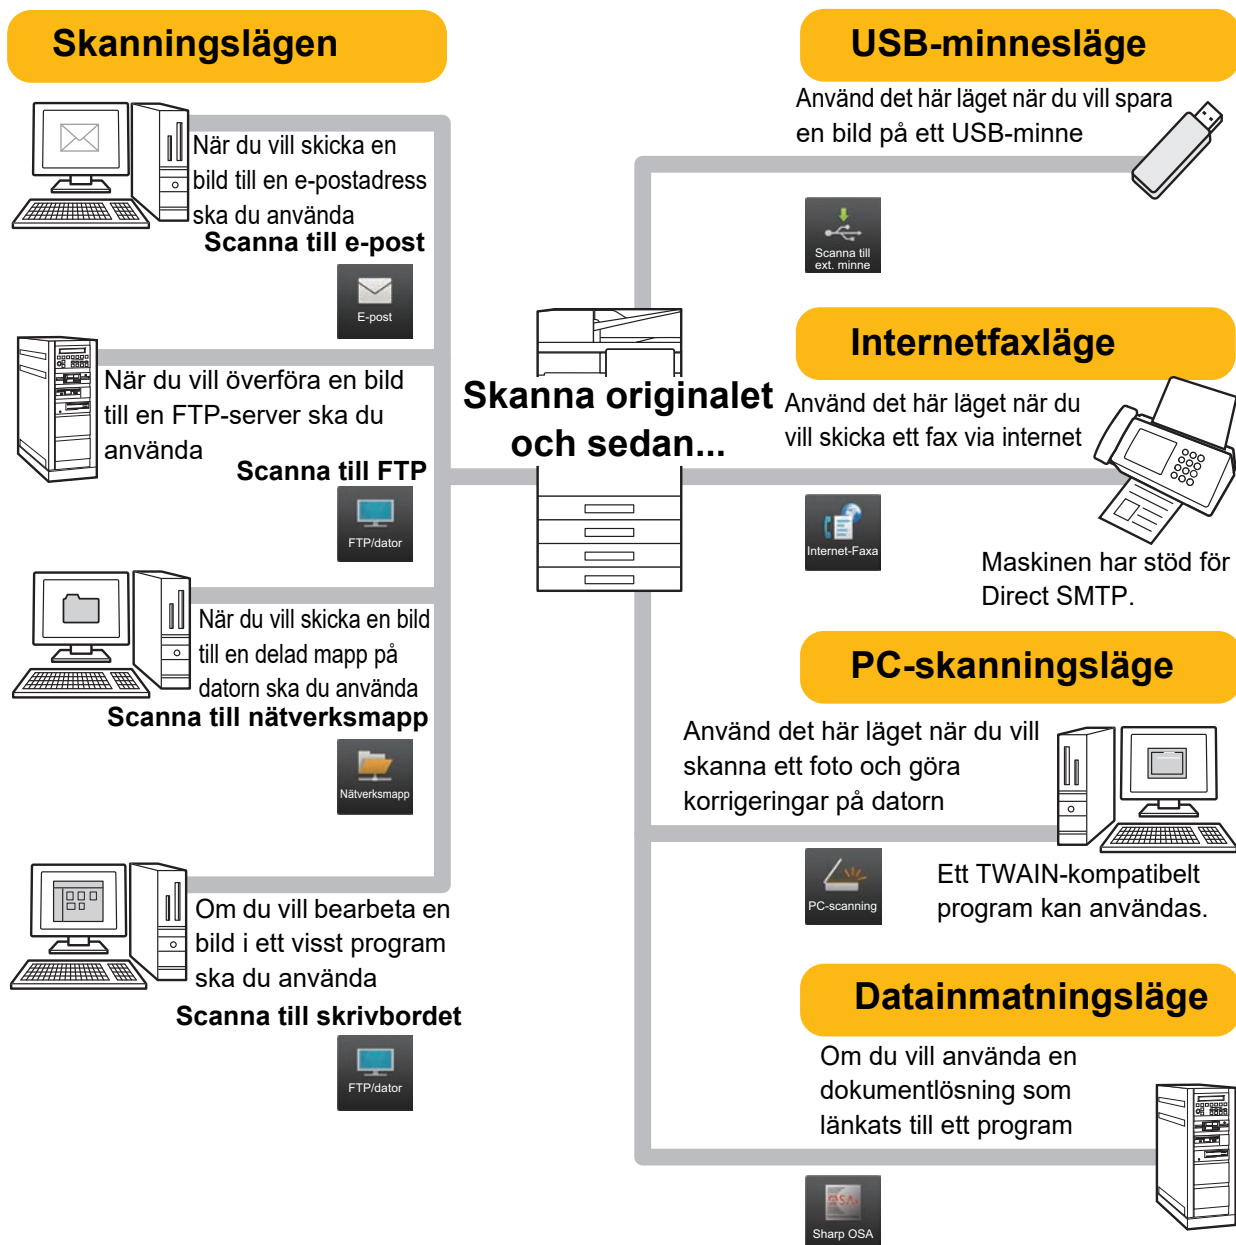 Skanningslägen
När du vill skicka en
bild till en e-postadress
ska du använda
Scanna till e-post
E-post
När du vill överföra en bild
till en FTP-server ska du
använda
Scanna till FTP
FTP/dator
När du vill skicka en bild
till en delad mapp på
datorn ska du använda
Scanna till nätverksmapp
Nätverksmapp
Om du vill bearbeta en
bild i ett visst program
ska du använda
Scanna till skrivbordet
FTP/dator
Skanna originalet
och sedan...
USB-minnesläge
Använd det här läget när du vill spara
en bild på ett USB-minne
Scanna till
ext. minne
Internetfaxläge
Använd det här läget när du
vill skicka ett fax via internet
Internet-Faxa
Maskinen har stöd för
Direct SMTP.
PC-skanningsläge
Använd det här läget när du vill
skanna ett foto och göra
korrigeringar på datorn
PC-scanning
Ett TWAIN-kompatibelt
program kan användas.
Datainmatningsläge
Om du vill använda en
dokumentlösning som
länkats till ett program
OSA
Sharp OSA